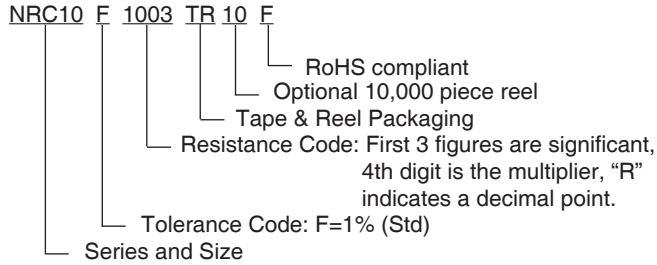 NRC10 F 1003 TR 10 F
RoHS compliant
Optional 10,000 piece reel
Tape & Reel Packaging
Resistance Code: First 3 figures are significant,
4th digit is the multiplier, “R”
indicates a decimal point.
Tolerance Code: F=1% (Std)
Series and Size